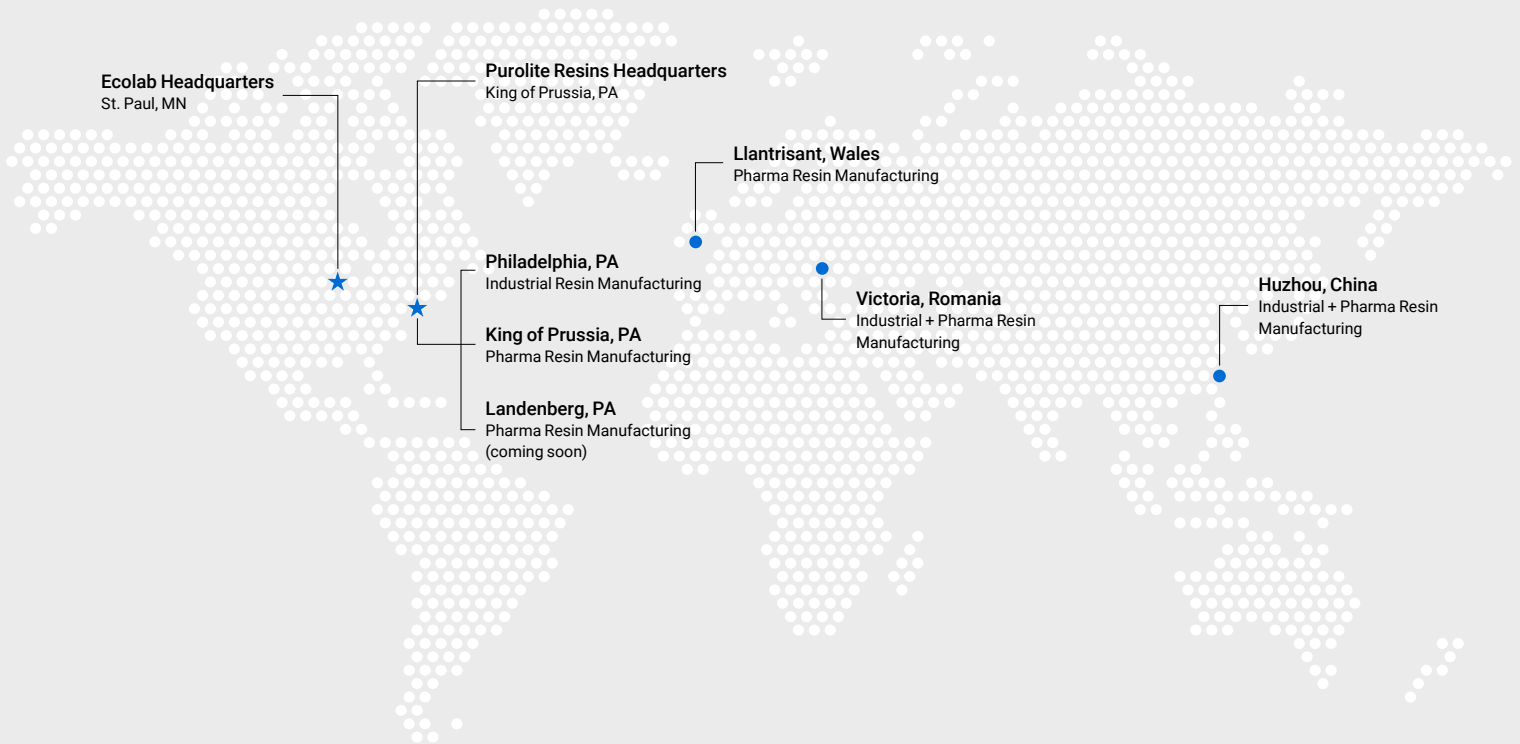 Ecolab Headquarters
St. Paul, MN
Purolite Resins Headquarters
King of Prussia, PA
Llantrisant, Wales
Pharma Resin Manufacturing
Philadelphia, PA
Industrial Resin Manufacturing
King of Prussia, PA
Pharma Resin Manufacturing
Landenberg, PA
Pharma Resin Manufacturing
(coming soon)
Victoria, Romania
Industrial + Pharma Resin
Manufacturing
Huzhou, China
Industrial + Pharma Resin
Manufacturing